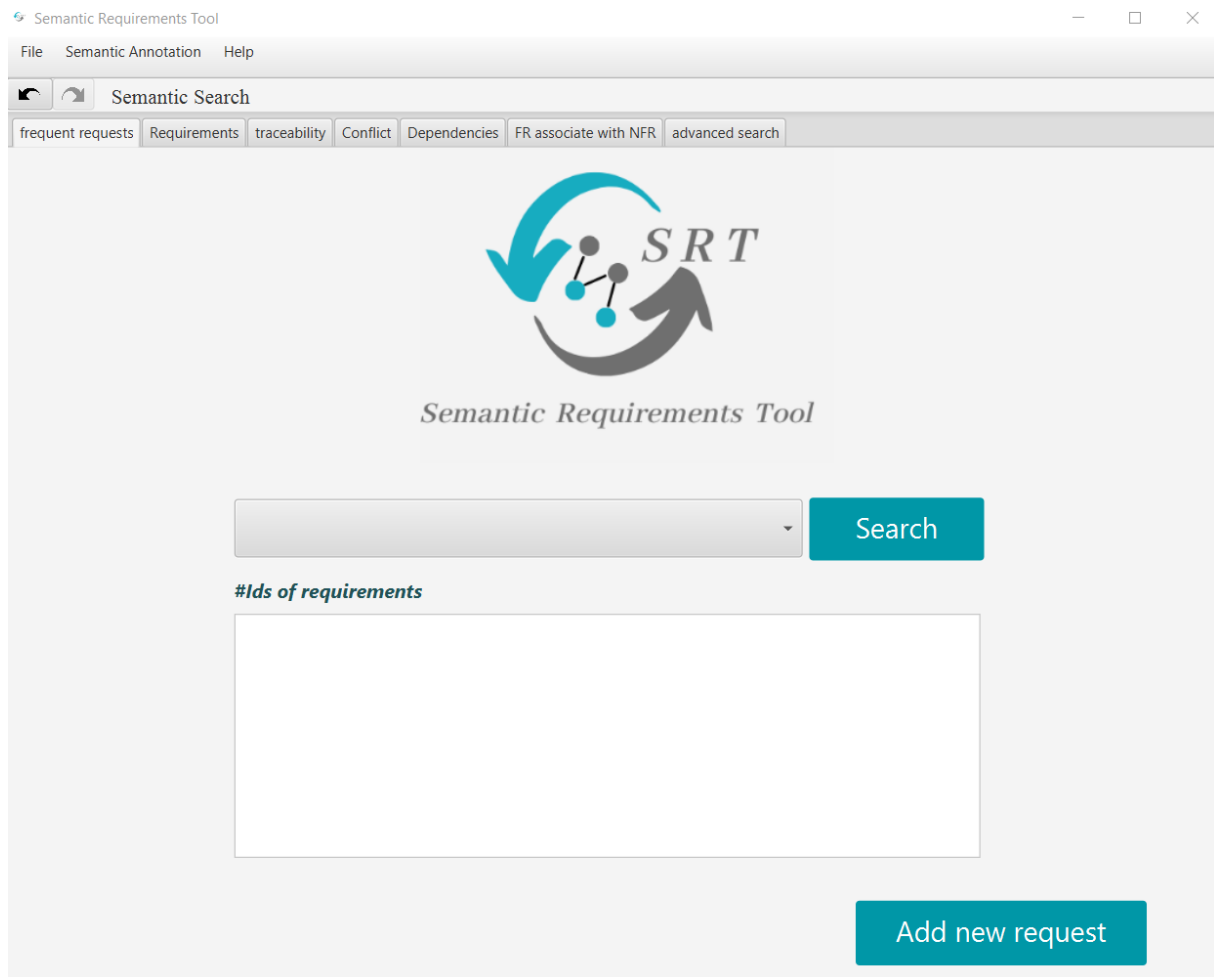 Semantic Requirements Tool
File Semantic Annotation Help
Semantic Search
frequent requests Requirements traceability Conflict Dependencies FR associate with NFR advanced search
SRT
Semantic Requirements Tool
Search
#Ids of requirements
Add new request